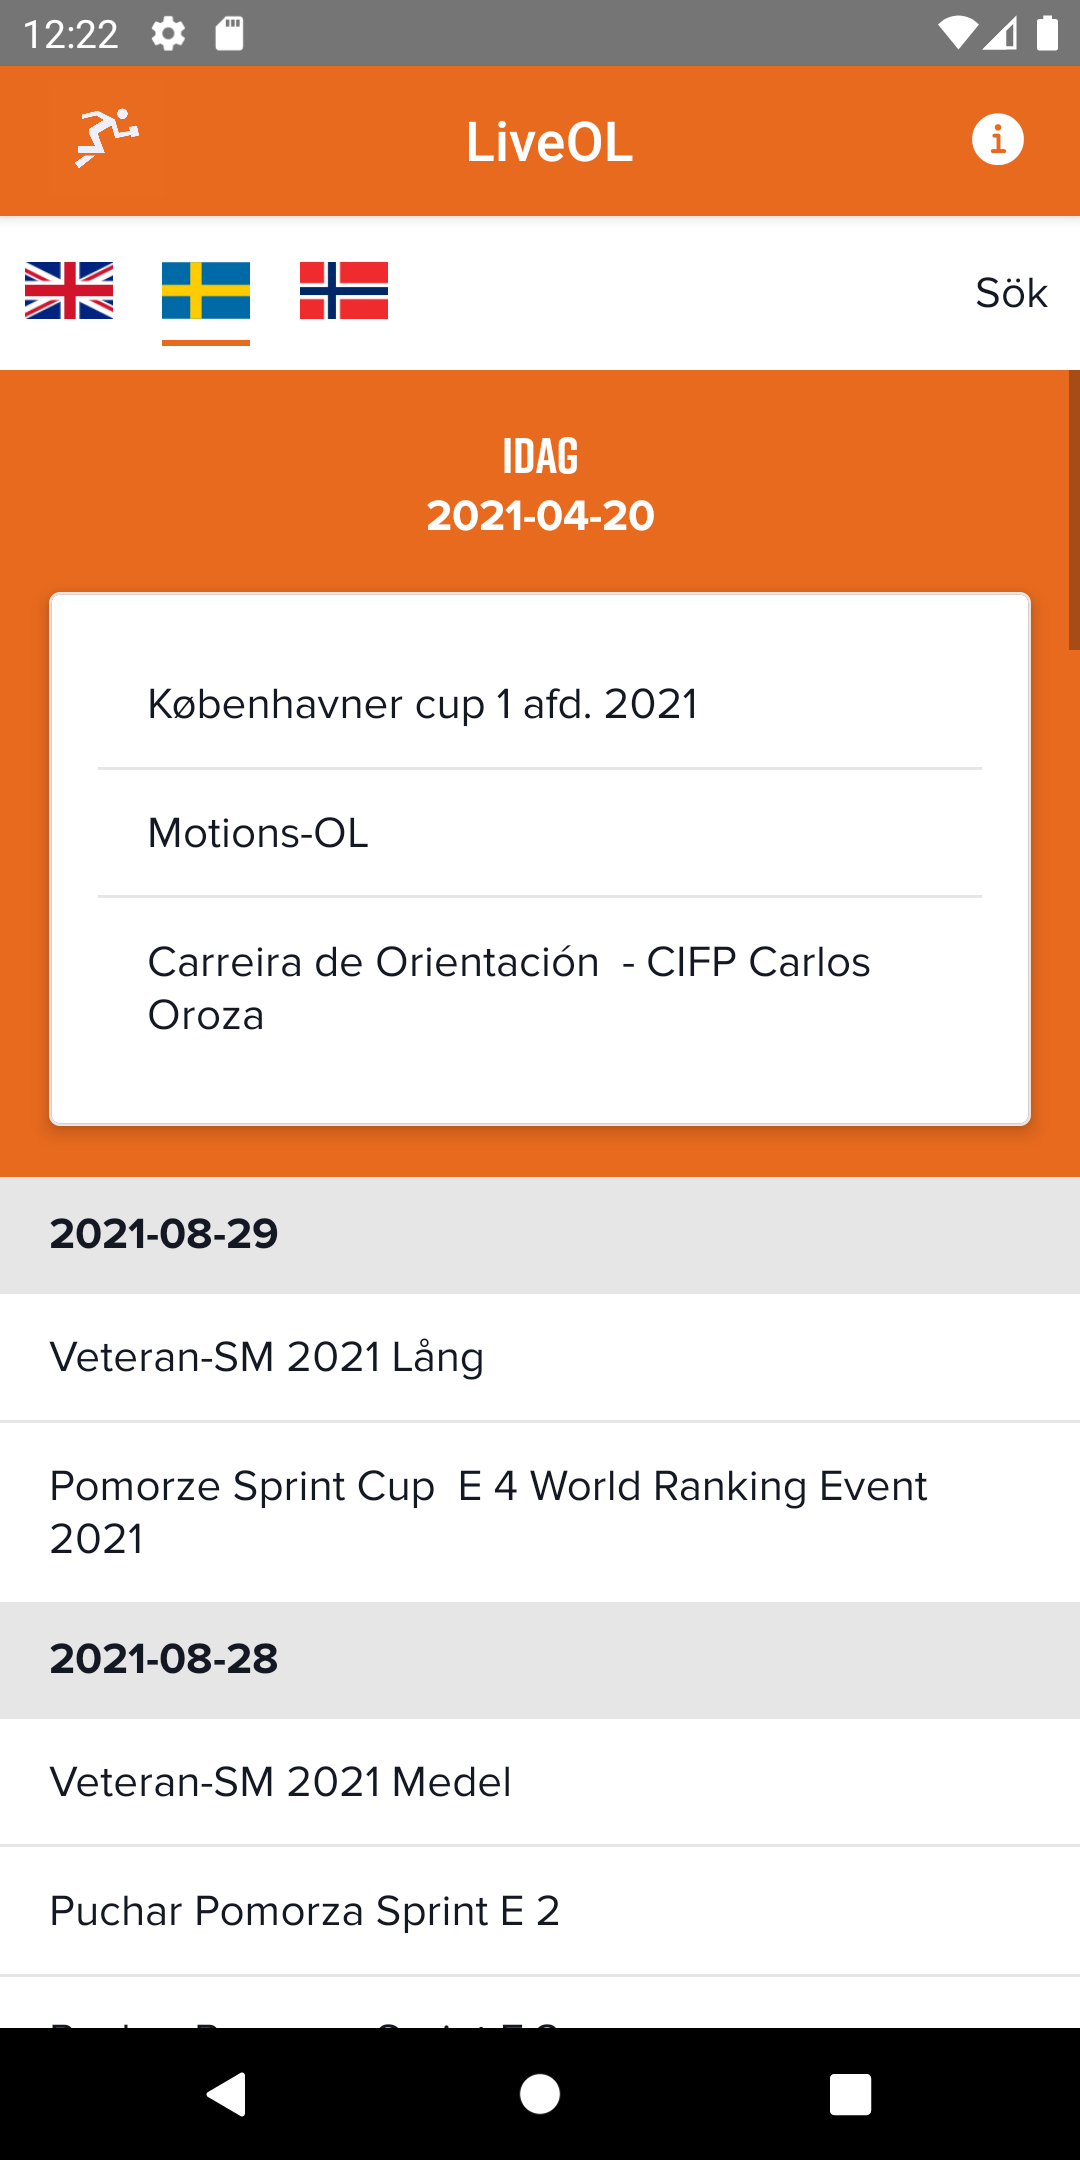 12:22
LiveOL
Sök
IDAG
2021-04-20
Københavner cup 1 afd. 2021
Motions-OL
Carreira de Orientación  - CIFP Carlos
Oroza
2021-08-29
Veteran-SM 2021 Lång
Pomorze Sprint Cup  E 4 World Ranking Event
2021
2021-08-28
Veteran-SM 2021 Medel
Puchar Pomorza Sprint E 2